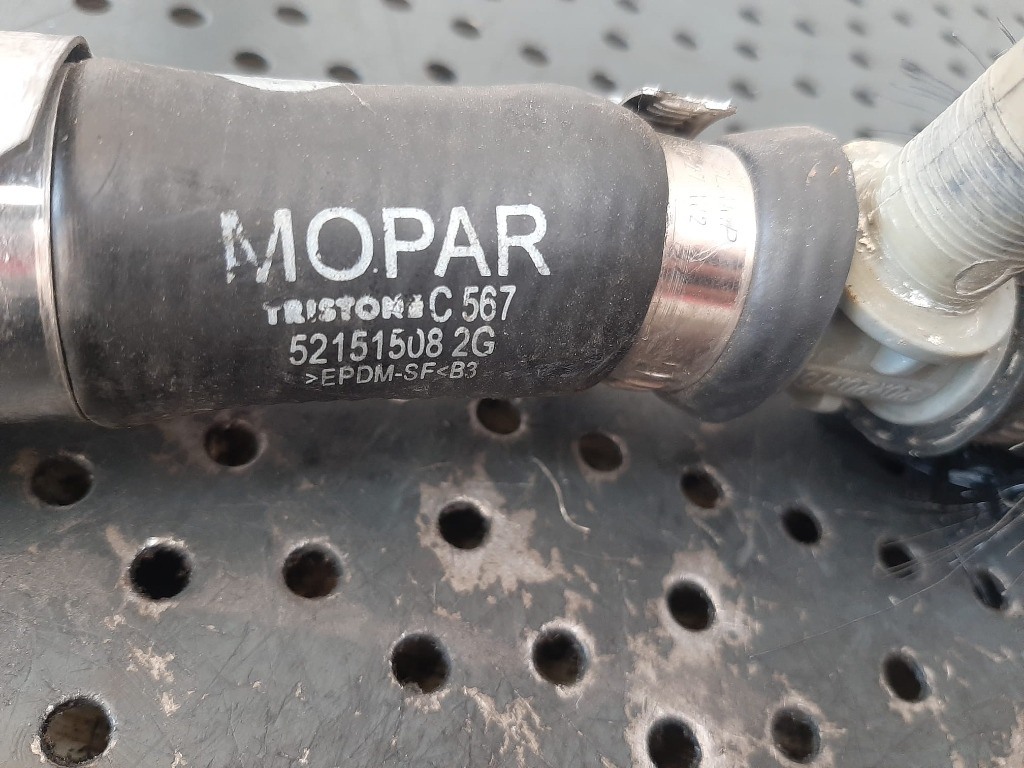 MOPAR
TRISTONE C 567
52151508 2G
>EPDM-SF<B3